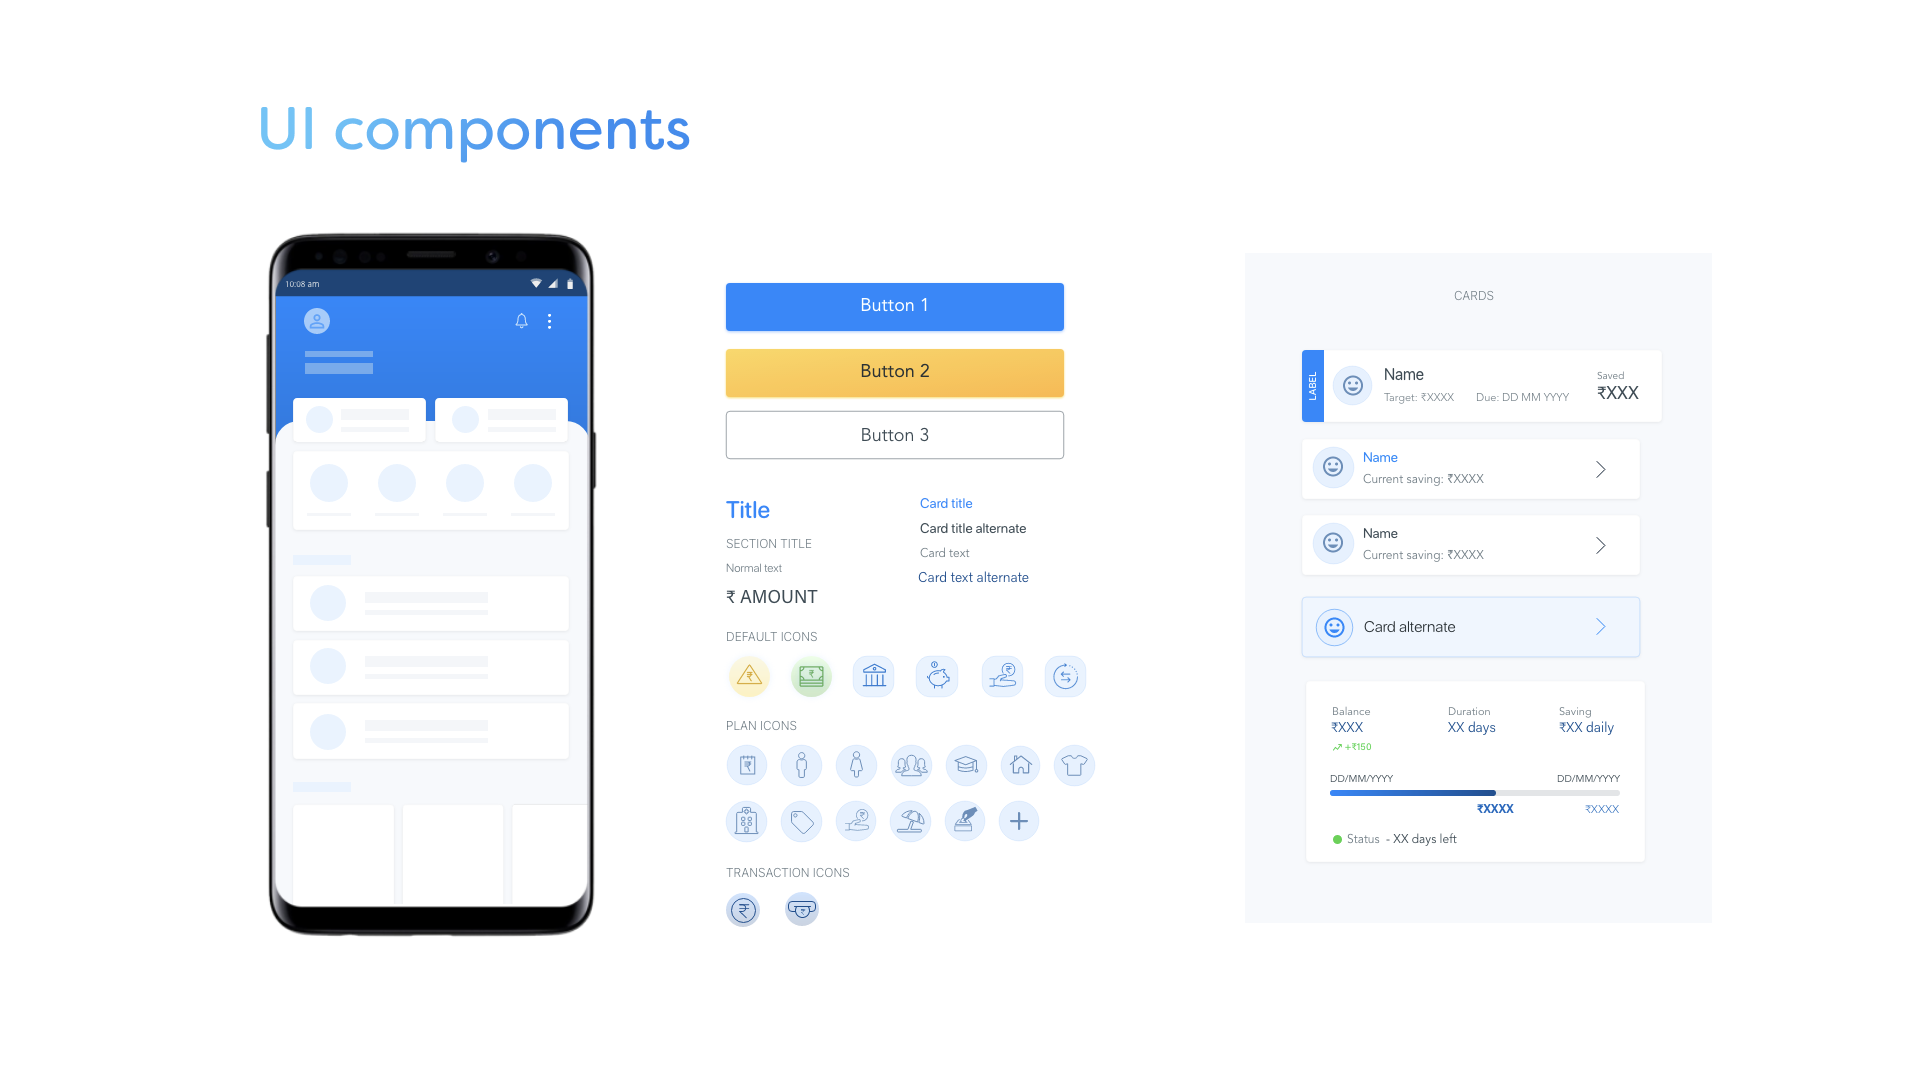 UI components
10:08 am
Button 1
Button 2
Button 3
Title
SECTION TITLE
Normal text
₹ AMOUNT
Card title
Card title alternate
Card text
Card text alternate
DEFAULT ICONS
₹
₹
₹
PLAN ICONS
₹
₹
TRANSACTION ICONS
₹
₹
CARDS
LABEL
Name
Target: ₹XXXX Due: DD MM YYYY
Saved
₹XXX
Name
Current saving: ₹XXXX
Name
Current saving: ₹XXXX
Card alternate
Balance Duration Saving
₹XXX XX days ₹XX daily
+₹150
DD/MM/YYYY DD/MM/YYYY
₹XXXX ₹XXXX
Status - XX days left